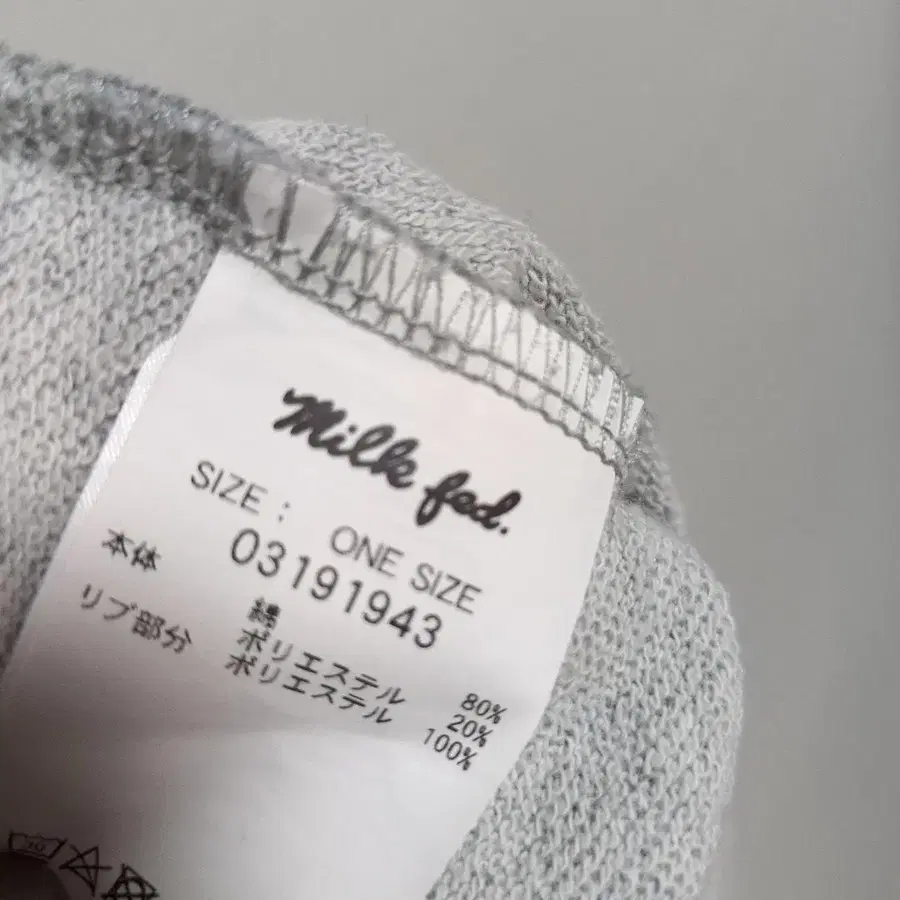 Milk fed.
SIZE : ONE SIZE
03191943
本体 綿 80%
ポリエステル 20%
リブ部分 ポリエステル 100%